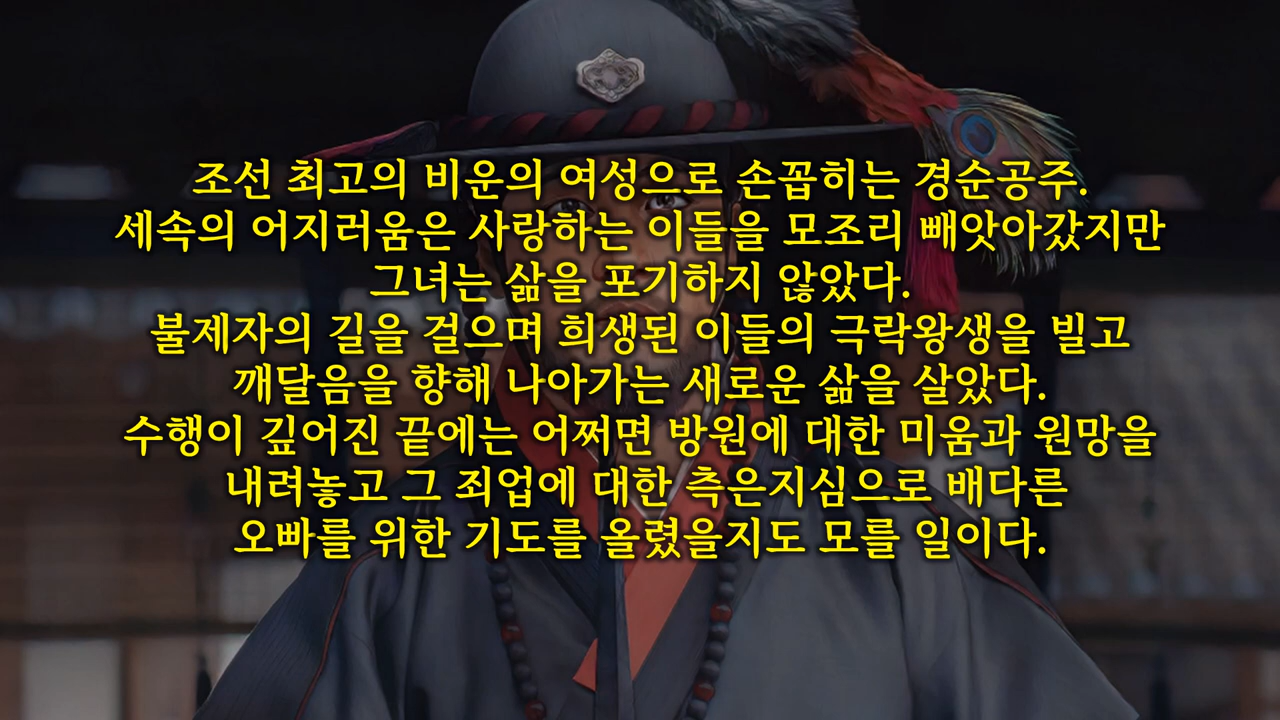 조선 최고의 비운의 여성으로 손꼽히는 경순공주.
세속의 어지러움은 사랑하는 이들을 모조리 빼앗아갔지만
그녀는 삶을 포기하지 않았다.
불제자의 길을 걸으며 희생된 이들의 극락왕생을 빌고
깨달음을 향해 나아가는 새로운 삶을 살았다.
수행이 깊어진 끝에는 어쩌면 방원에 대한 미움과 원망을
내려놓고 그 죄업에 대한 측은지심으로 배다른
오빠를 위한 기도를 올렸을지도 모를 일이다.